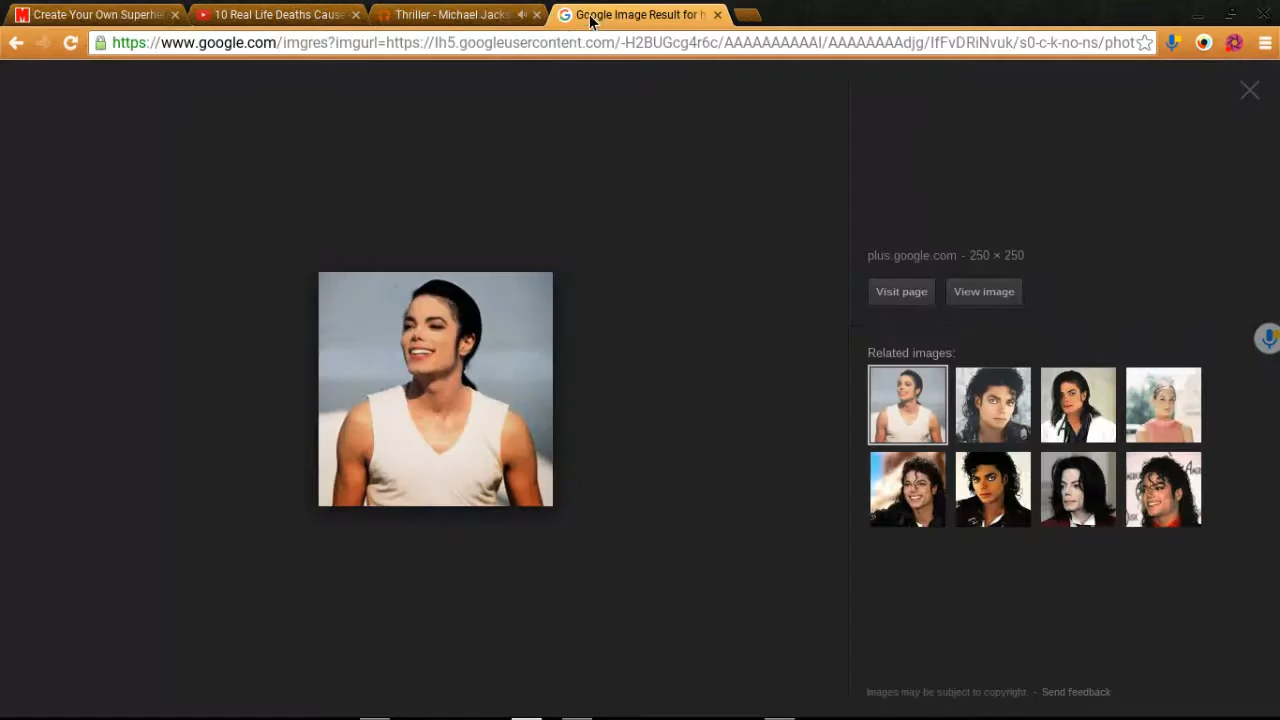 Create Your Own Superhe
10 Real Life Deaths Cause
Thriller - Michael Jacks
Google Image Result for h
https://www.google.com/imgres?imgurl=https://lh5.googleusercontent.com/-H2BUGcg4r6c/AAAAAAAAAAI/AAAAAAAAdjg/IfFvDRiNvuk/s0-c-k-no-ns/phot
plus.google.com - 250 × 250
Visit page
View image
Related images:
Images may be subject to copyright. - Send feedback